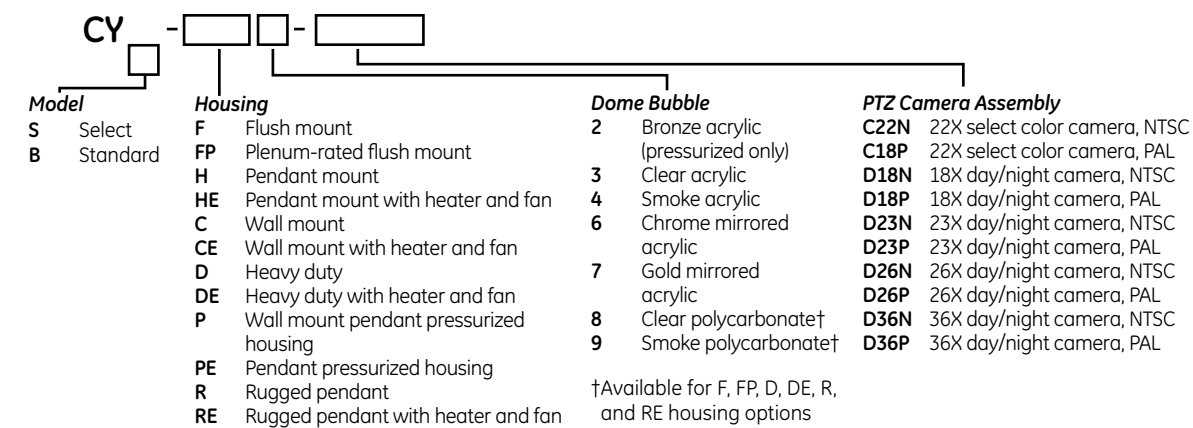 CY - -
Model
S Select
B Standard
Housing
F Flush mount
FP Plenum-rated flush mount
H Pendant mount
HE Pendant mount with heater and fan
C Wall mount
CE Wall mount with heater and fan
D Heavy duty
DE Heavy duty with heater and fan
P Wall mount pendant pressurized
housing
PE Pendant pressurized housing
R Rugged pendant
RE Rugged pendant with heater and fan
Dome Bubble
2 Bronze acrylic
(pressurized only)
3 Clear acrylic
4 Smoke acrylic
6 Chrome mirrored
acrylic
7 Gold mirrored
acrylic
8 Clear polycarbonate†
9 Smoke polycarbonate†
†Available for F, FP, D, DE, R,
and RE housing options
PTZ Camera Assembly
C22N 22X select color camera, NTSC
C18P 22X select color camera, PAL
D18N 18X day/night camera, NTSC
D18P 18X day/night camera, PAL
D23N 23X day/night camera, NTSC
D23P 23X day/night camera, PAL
D26N 26X day/night camera, NTSC
D26P 26X day/night camera, PAL
D36N 36X day/night camera, NTSC
D36P 36X day/night camera, PAL